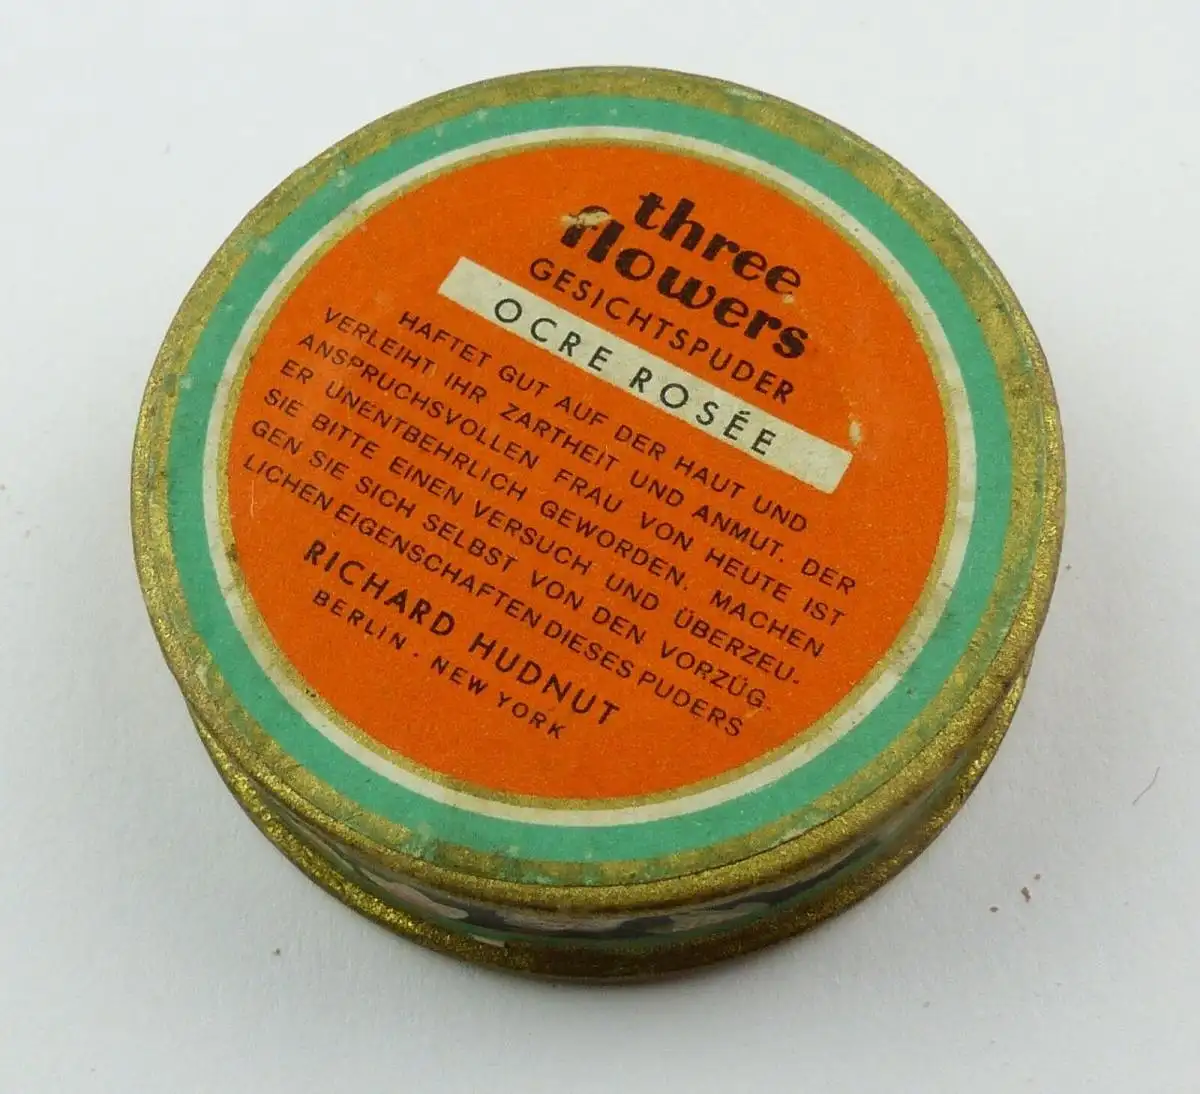 three
flowers
GESICHTSPUDER
OCRE ROSÉE
HAFTET GUT AUF DER HAUT UND
VERLEIHT IHR ZARTHEIT UND ANMUT. DER
ANSPRUCHSVOLLEN FRAU VON HEUTE IST
ER UNENTBEHRLICH GEWORDEN. MACHEN
SIE BITTE EINEN VERSUCH UND ÜBERZEU-
GEN SIE SICH SELBST VON DEN VORZÜG-
LICHEN EIGENSCHAFTEN DIESES PUDERS
RICHARD HUDNUT
BERLIN · NEW YORK